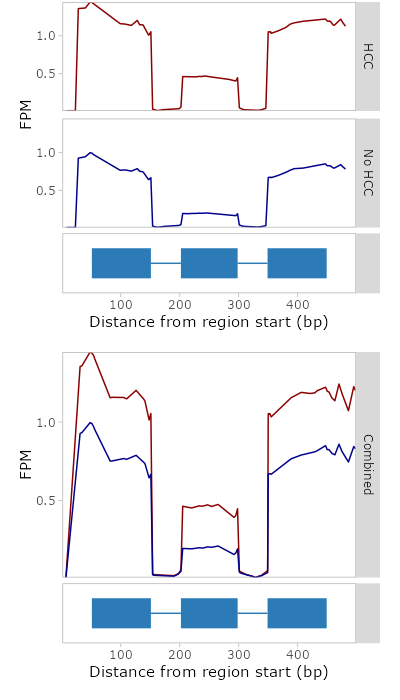 1.0
0.5
HCC
FPM
1.0
0.5
No HCC
100 200 300 400
Distance from region start (bp)
1.0
0.5
FPM
Combined
100 200 300 400
Distance from region start (bp)